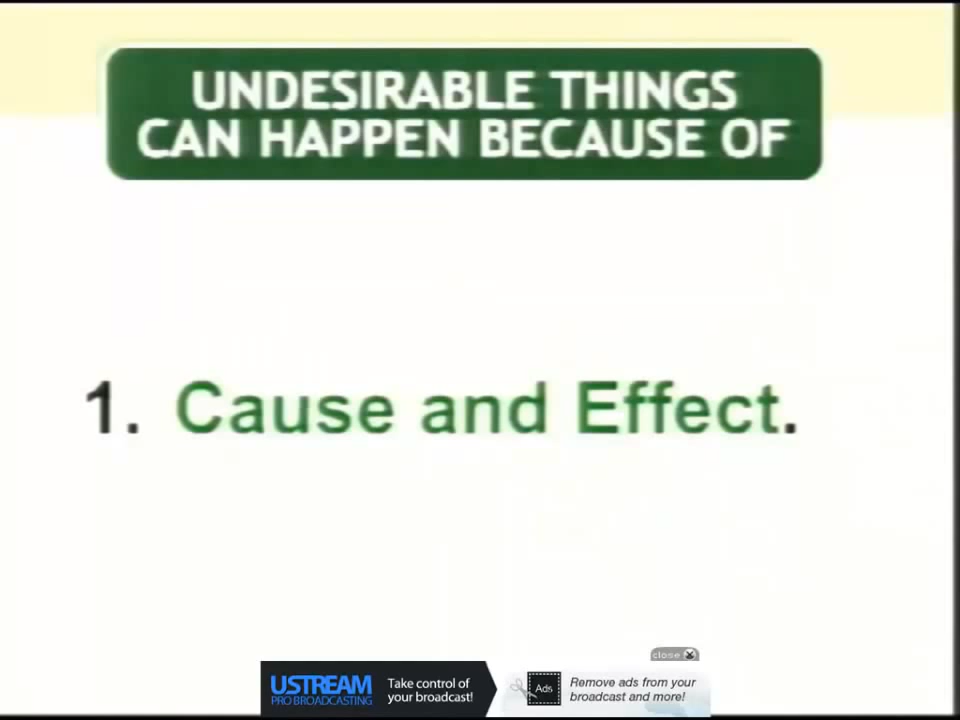 UNDESIRABLE THINGS
CAN HAPPEN BECAUSE OF
1. Cause and Effect.
close
USTREAM
PRO BROADCASTING
Take control of
your broadcast!
Ads
Remove ads from your
broadcast and more!